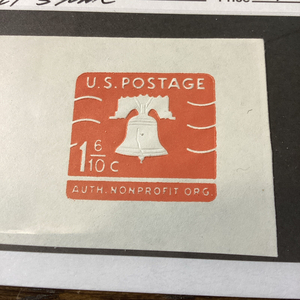 U.S. POSTAGE
1 6/10 c
AUTH. NONPROFIT ORG.